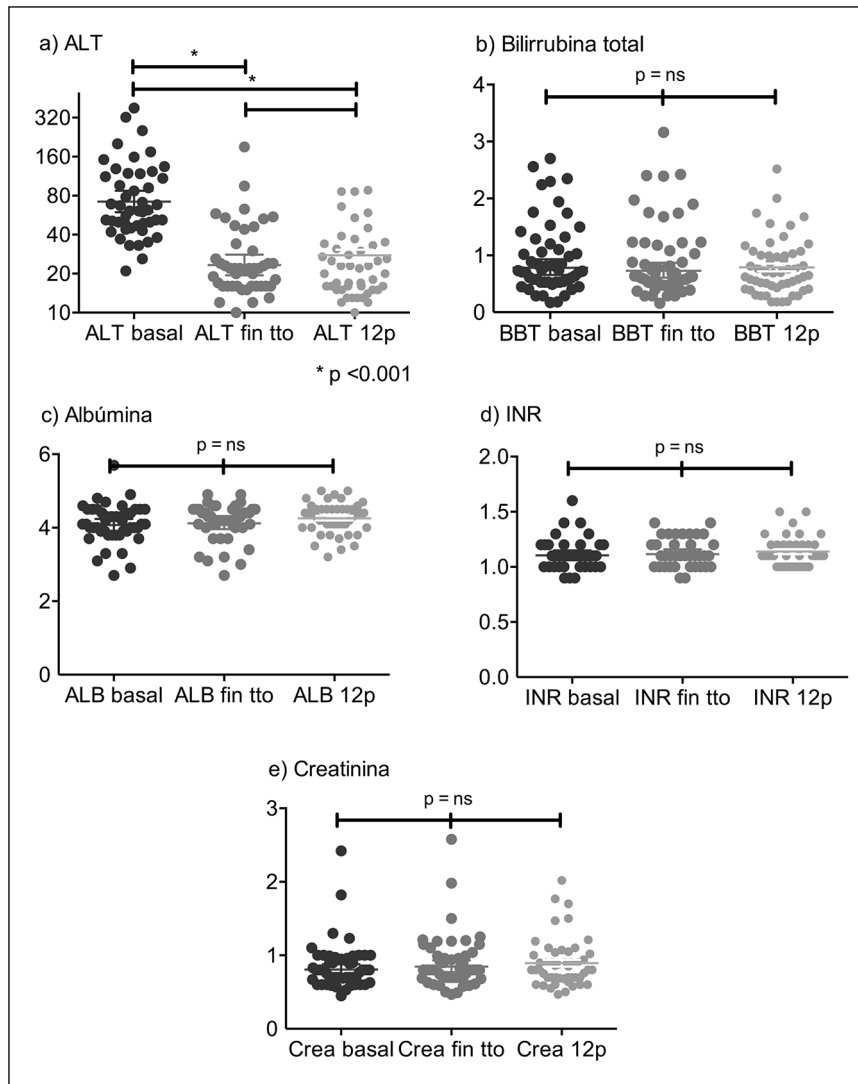 a) ALT
*
*
320
160
80
40
20
10
ALT basal ALT fin tto ALT 12p
* p <0.001
b) Bilirrubina total
p = ns
4
3
2
1
0
BBT basal BBT fin tto BBT 12p
c) Albúmina
p = ns
6
4
2
0
ALB basal ALB fin tto ALB 12p
d) INR
p = ns
2.0
1.5
1.0
0.5
0.0
INR basal INR fin tto INR 12p
e) Creatinina
p = ns
3
2
1
0
Crea basal Crea fin tto Crea 12p